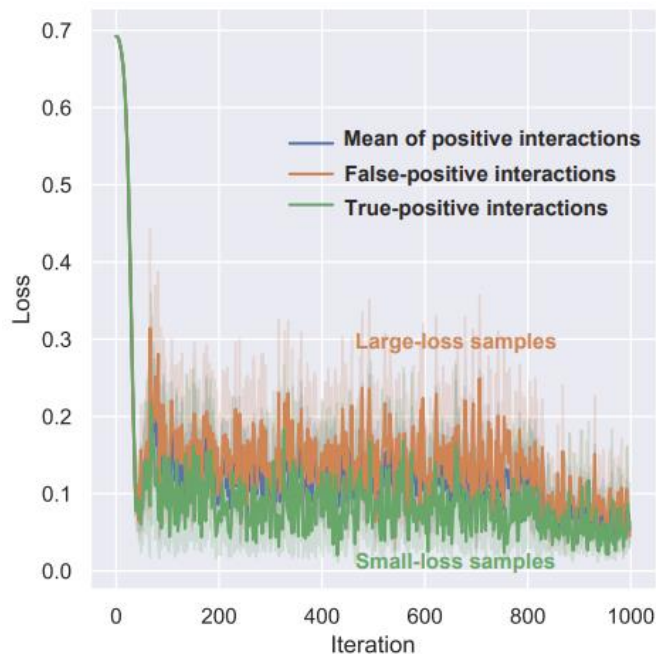 0.7
0.6
0.5
0.4
0.3
0.2
0.1
0.0
Loss
Mean of positive interactions
False-positive interactions
True-positive interactions
Large-loss samples
Small-loss samples
0 200 400 600 800 1000
Iteration